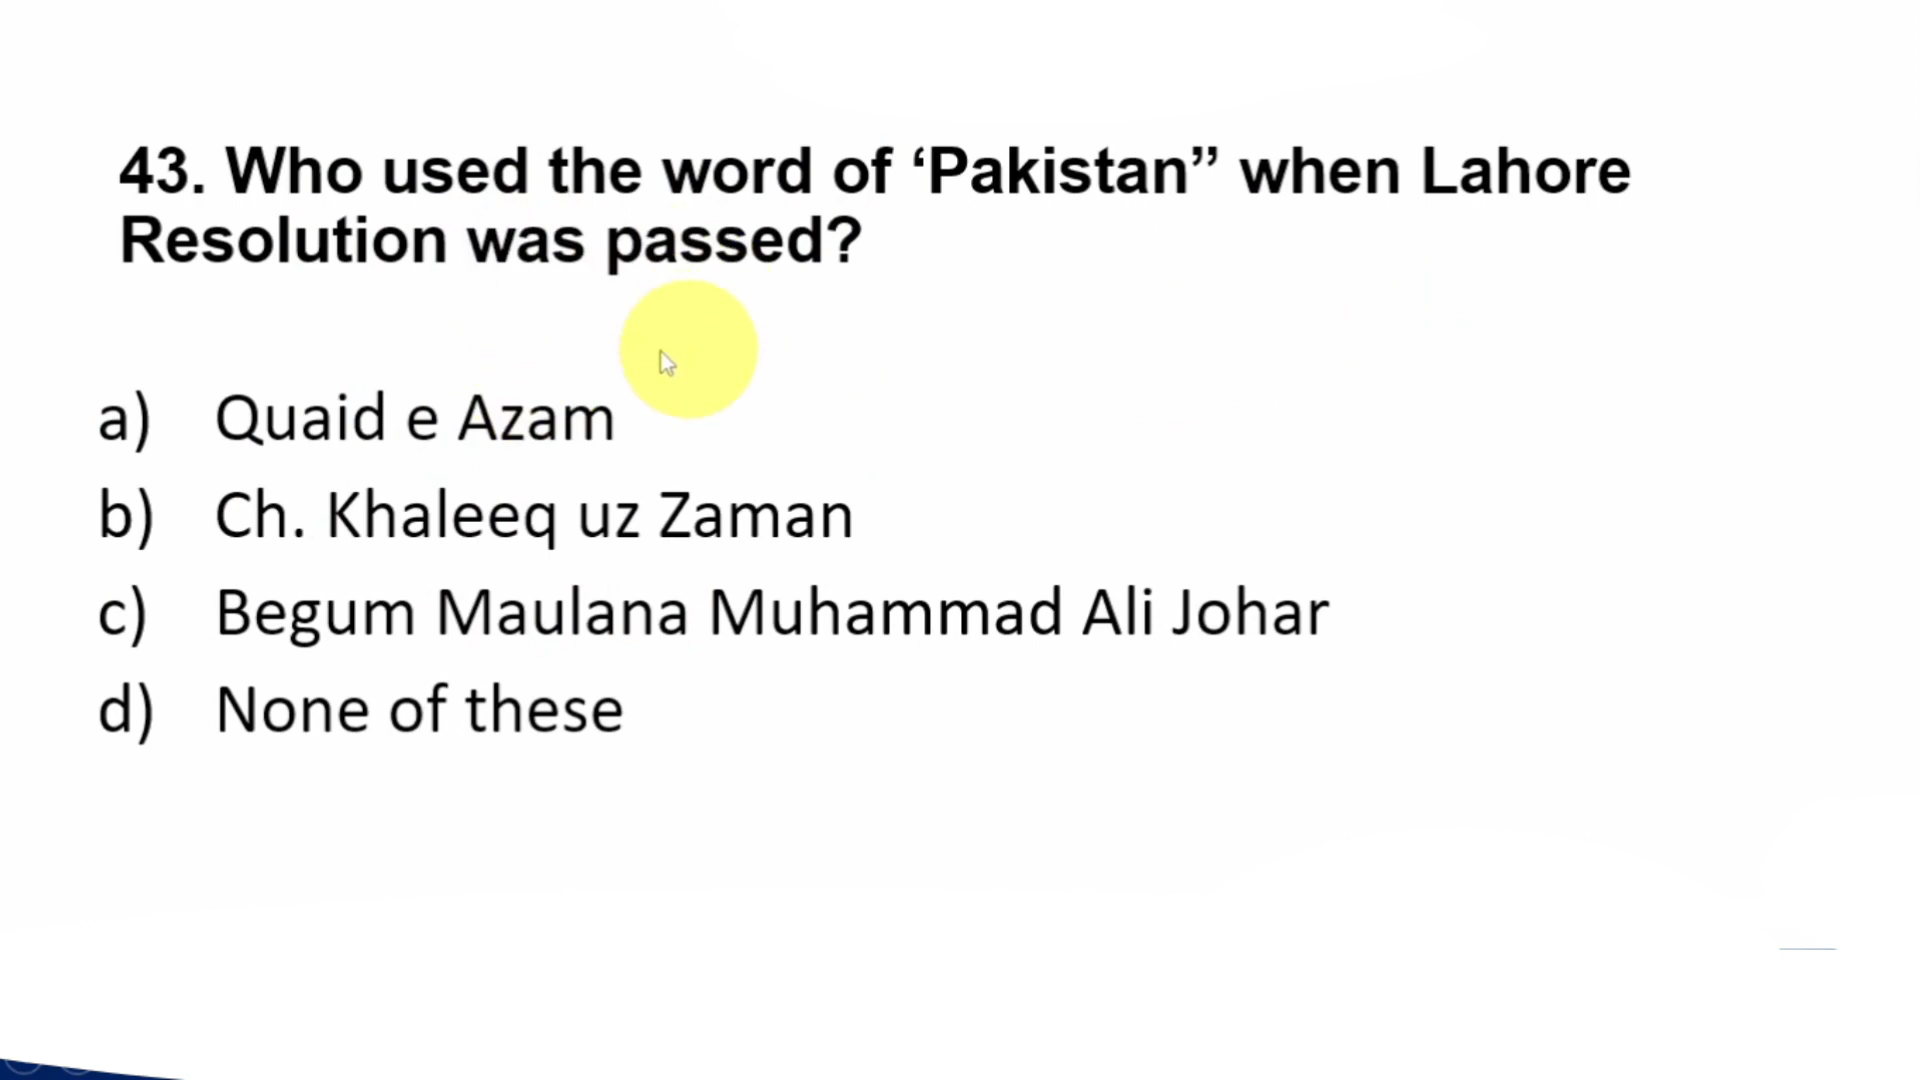 43. Who used the word of ‘Pakistan” when Lahore
Resolution was passed?
a) Quaid e Azam
b) Ch. Khaleeq uz Zaman
c) Begum Maulana Muhammad Ali Johar
d) None of these